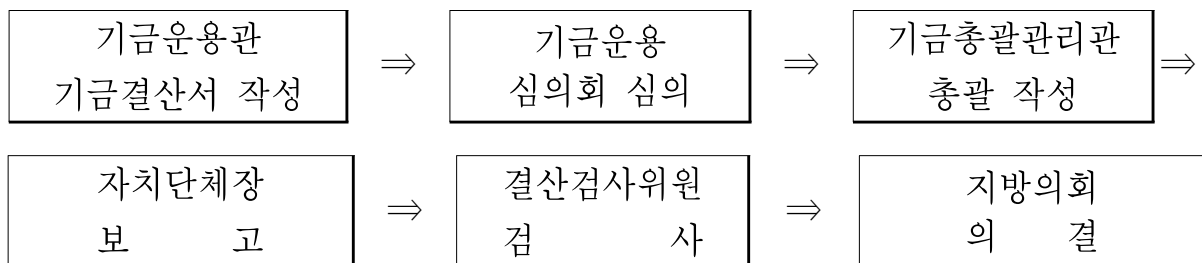 기금운용관
기금결산서 작성
⇒
기금운용
심의회 심의
⇒
기금총괄관리관
총괄 작성
⇒
자치단체장
보 고
⇒
결산검사위원
검 사
⇒
지방의회
의 결